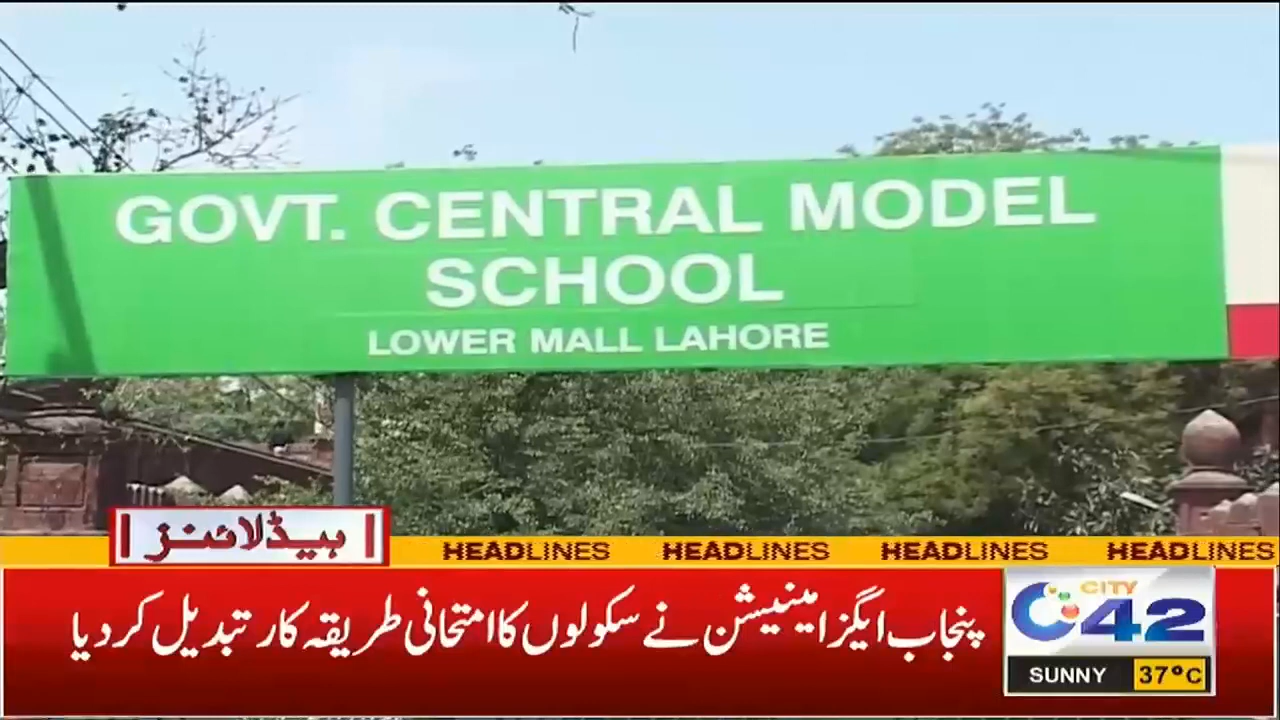 GOVT. CENTRAL MODEL
SCHOOL
LOWER MALL LAHORE
ہیڈلائنز
HEADLINES HEADLINES HEADLINES HEADLINES
پنجاب ایگزامینیشن نے سکولوں کا امتحانی طریقہ کار تبدیل کر دیا
CITY
42
SUNNY 37°C